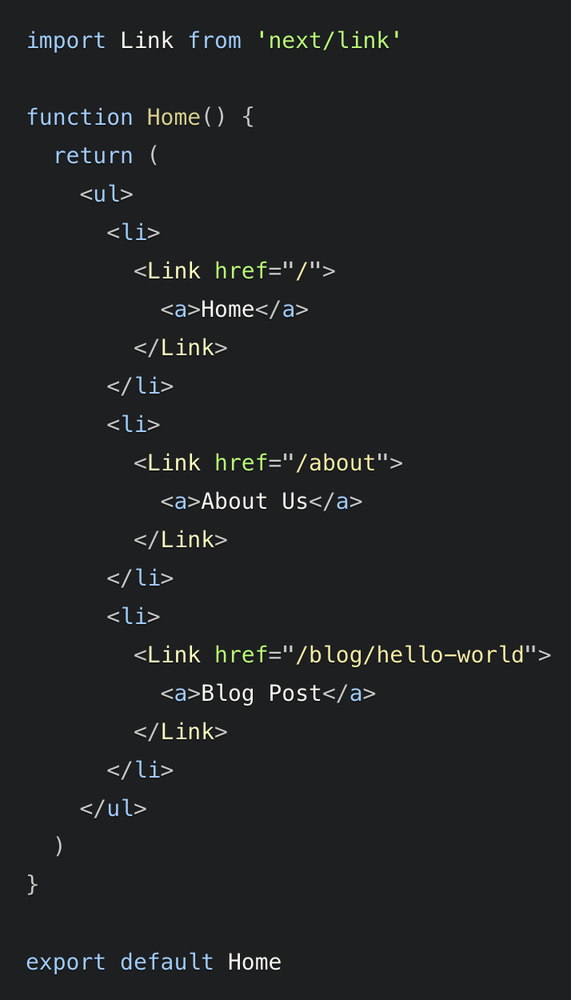 import Link from 'next/link'

function Home() {
  return (
    <ul>
      <li>
        <Link href="/">
          <a>Home</a>
        </Link>
      </li>
      <li>
        <Link href="/about">
          <a>About Us</a>
        </Link>
      </li>
      <li>
        <Link href="/blog/hello-world">
          <a>Blog Post</a>
        </Link>
      </li>
    </ul>
  )
}

export default Home